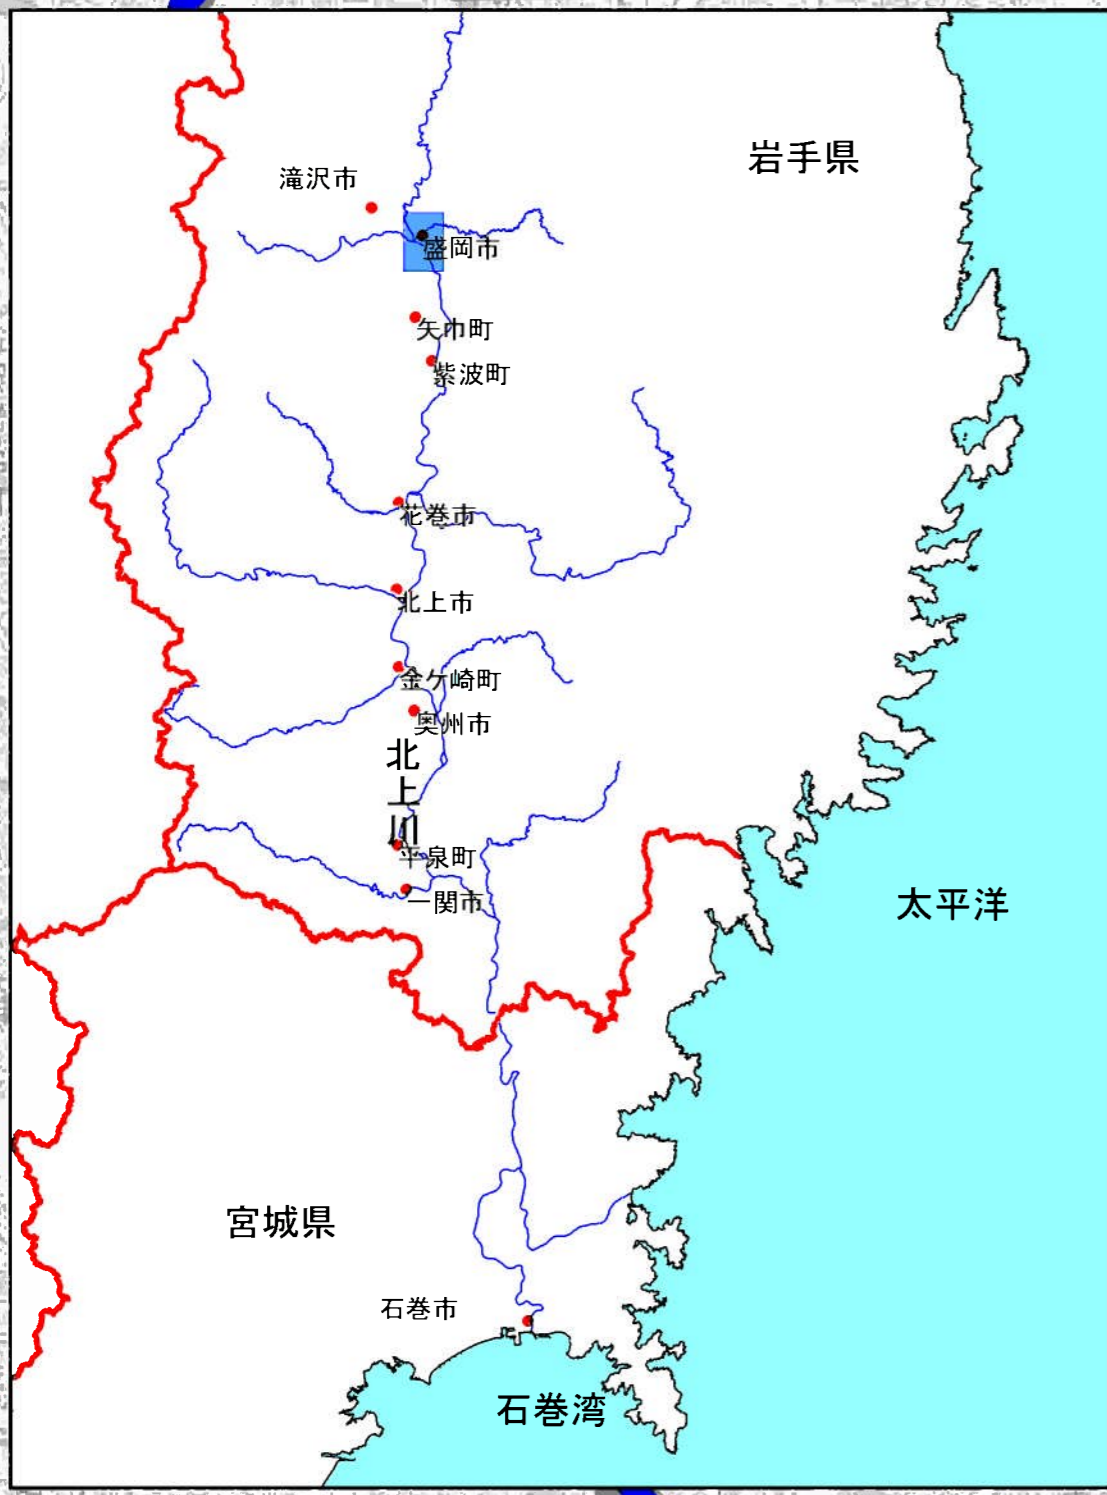 岩手県
滝沢市
盛岡市
矢巾町
紫波町
花巻市
北上市
金ケ崎町
奥州市
北上川
平泉町
一関市
太平洋
宮城県
石巻市
石巻湾